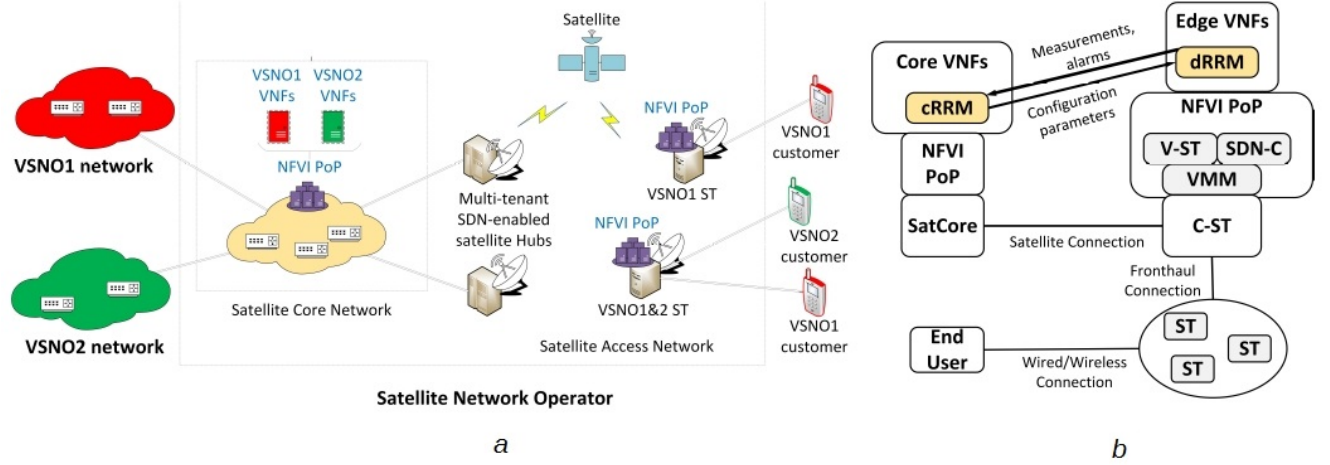 Satellite
VSNO1
VNFs
VSNO2
VNFs
NFVI PoP
VSNO1 network
VSNO2 network
Satellite Core Network
Multi-tenant
SDN-enabled
satellite Hubs
NFVI PoP
VSNO1 ST
NFVI PoP
VSNO1&2 ST
VSNO1
customer
VSNO2
customer
VSNO1
customer
Satellite Access Network
Satellite Network Operator
a
Core VNFs
cRRM
Measurements,
alarms
Configuration
parameters
Edge VNFs
dRRM
NFVI
PoP
NFVI PoP
V-ST
SDN-C
VMM
SatCore
Satellite Connection
C-ST
Fronthaul
Connection
End
User
Wired/Wireless
Connection
ST
ST
ST
b